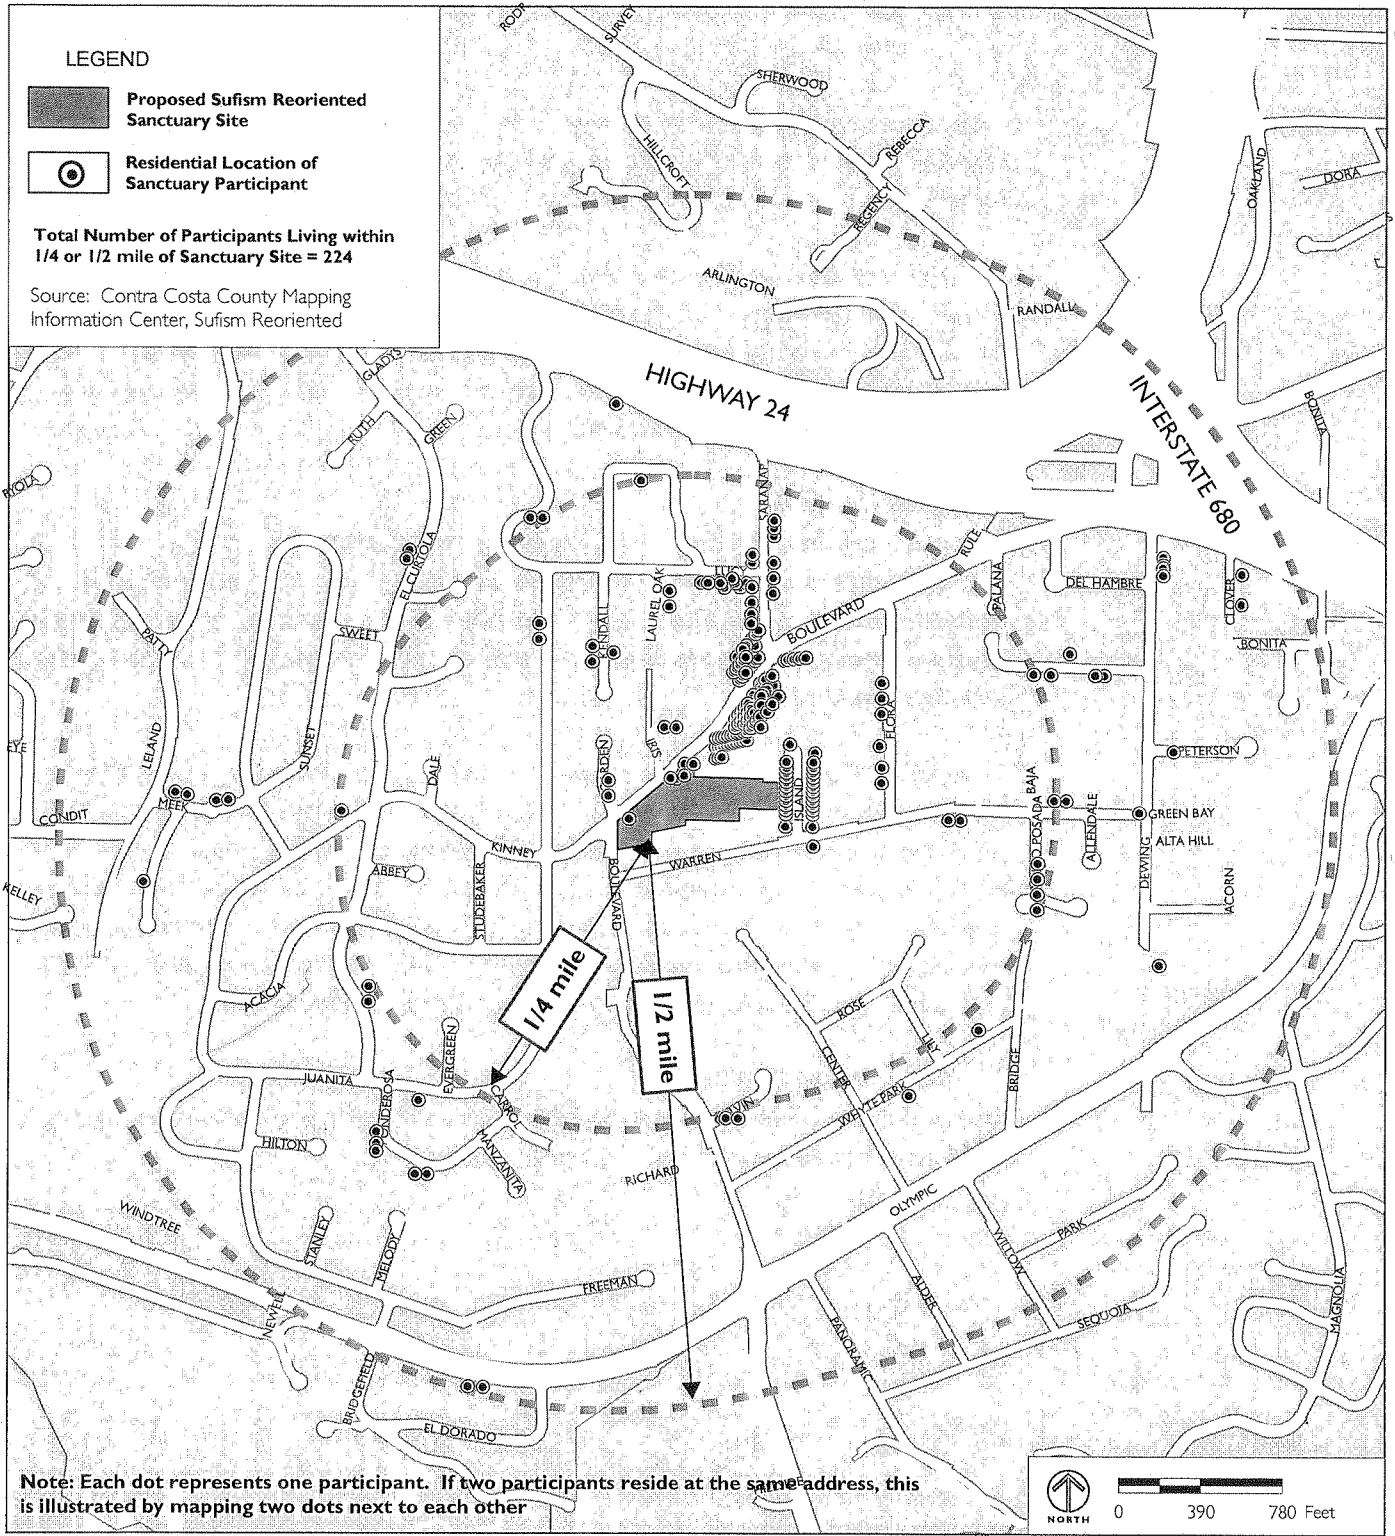 LEGEND
Proposed Sufism Reoriented
Sanctuary Site
Residential Location of
Sanctuary Participant
Total Number of Participants Living within
1/4 or 1/2 mile of Sanctuary Site = 224
Source: Contra Costa County Mapping
Information Center, Sufism Reoriented
SURVEY
SHERWOOD
HILLCROFT
REBECCA
REGENCY
OAKLAND
DORA
ARLINGTON
RANDALL
HIGHWAY 24
INTERSTATE 680
BONITA
GLADYS
RUTH
GREEN
SARANAP
RULE
EL CURTOLA
PALANA
DEL HAMBRE
CLOVER
LAUREL OAK
KENDALL
BOULEVARD
SWEET
PATTY
BONITA
FLORA
LELAND
SUNSET
IRIS
PETERSON
DALE
BAJA
MEEK
ISLAND
CONDIT
GREEN BAY
POSADA
ALLENDALE
ALTA HILL
KINNEY
WARREN
DEWING
ABBEY
STUDEBAKER
BOULEVARD
ACORN
KELLEY
1/4 mile
1/2 mile
ACACIA
ROSE
LILY
EVERGREEN
CENTER
BRIDGE
JUANITA
WHYTE PARK
MANZANITA
HILTON
RICHARD
OLYMPIC
WINDTREE
STANLEY
MELODY
WILLOW
PARK
FREEMAN
ALDER
SEQUOIA
MAGNOLIA
NEWELL
PANORAMIC
BRIDGEFIELD
EL DORADO
Note: Each dot represents one participant. If two participants reside at the same address, this
is illustrated by mapping two dots next to each other
NORTH
0 390 780 Feet